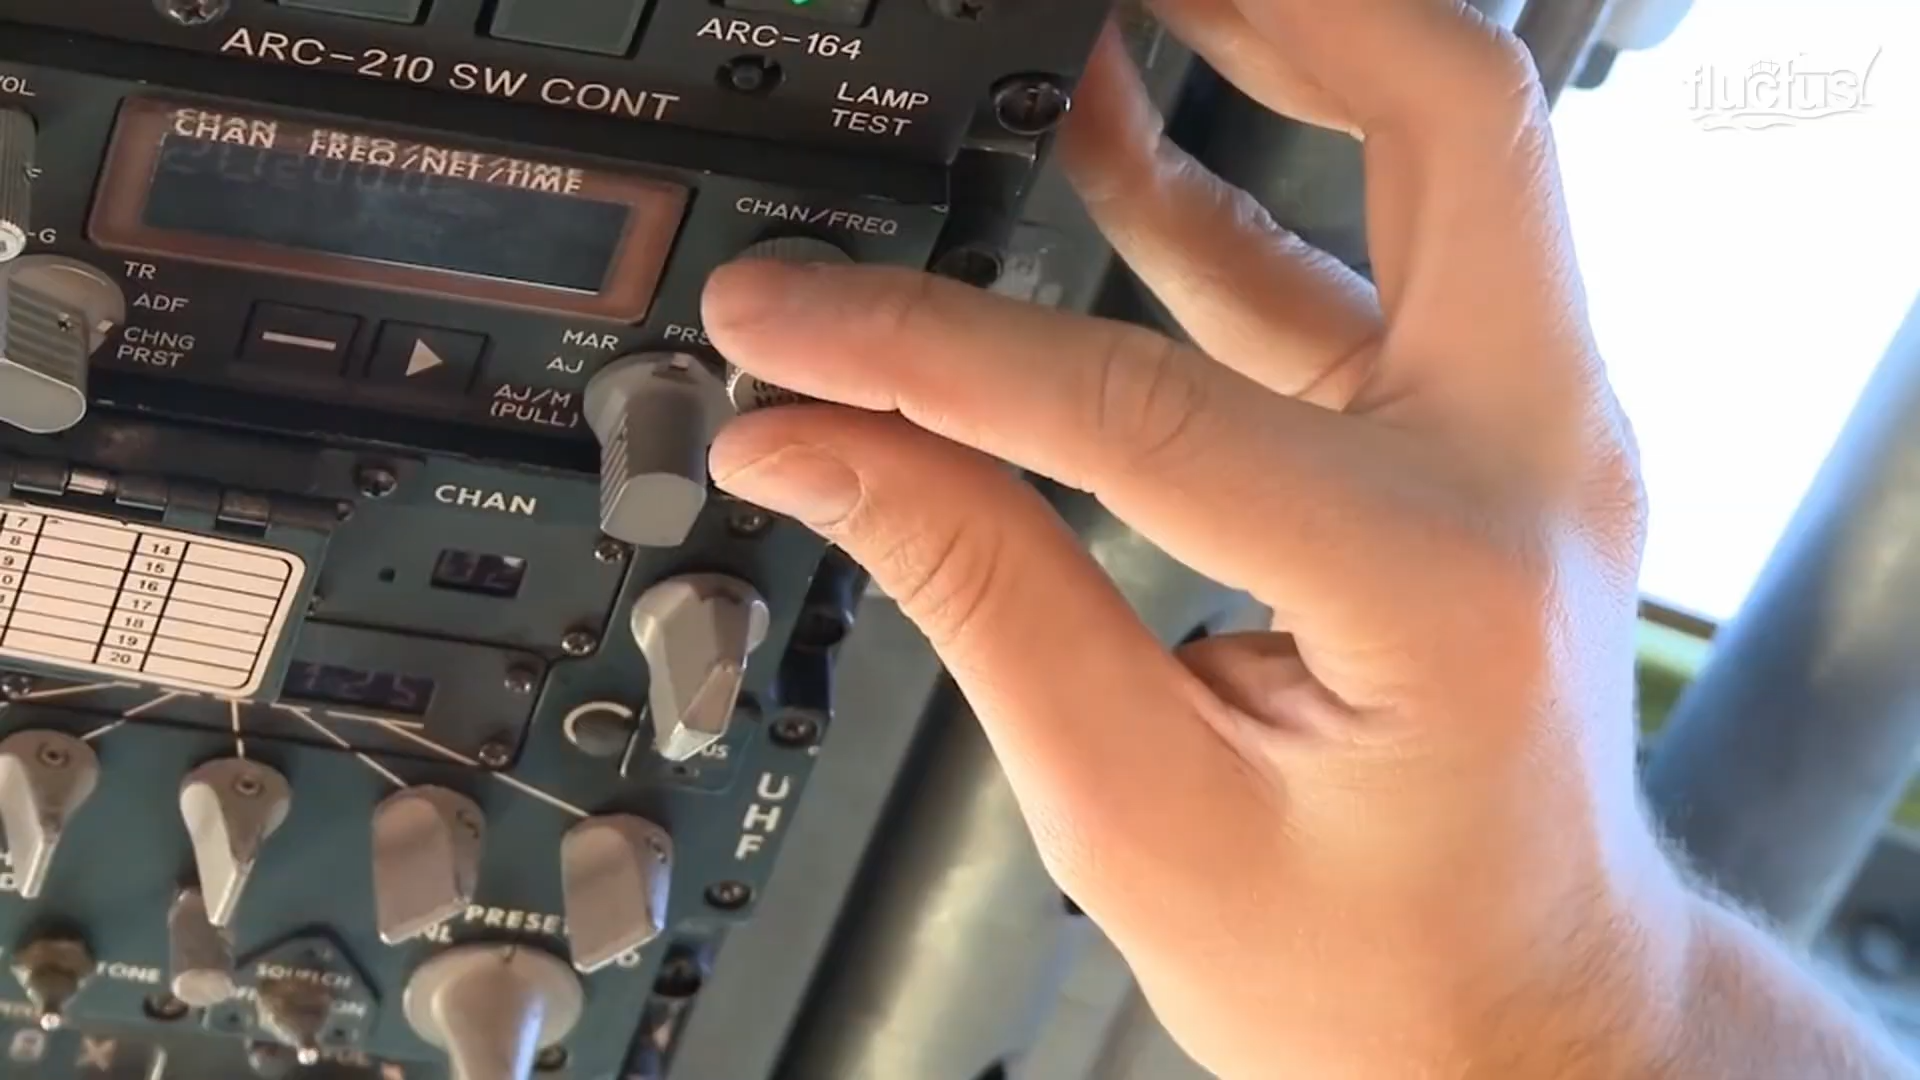 ARC-210 SW CONT
ARC-164
LAMP
TEST
fluctus
CHAN FREQ/NET/TIME
CHAN/FREQ
-G
TR
ADF
CHNG
PRST
MAR
AJ
AJ/M
(PULL)
CHAN
7
8
9
14
15
16
17
18
19
20
125
UHF
PRESET
TONE
SQUELCH